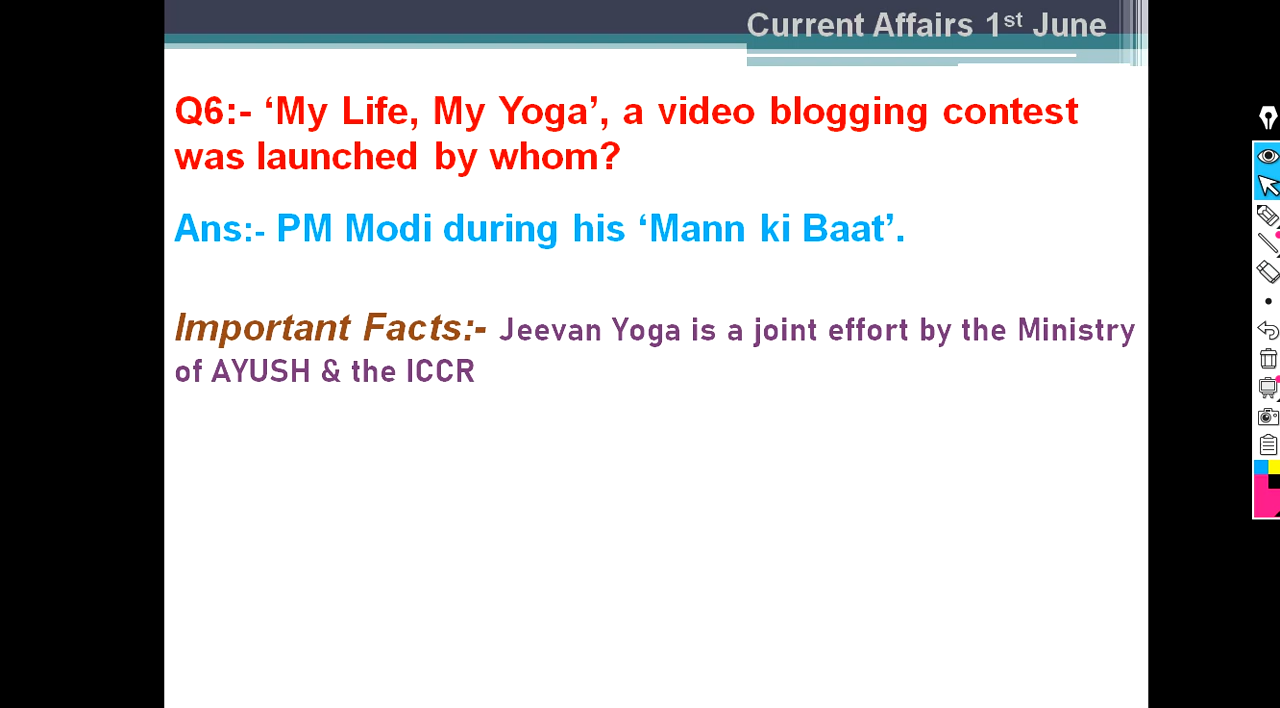 Current Affairs 1st June
Q6:- ‘My Life, My Yoga’, a video blogging contest
was launched by whom?
Ans:- PM Modi during his ‘Mann ki Baat’.
Important Facts:- Jeevan Yoga is a joint effort by the Ministry
of AYUSH & the ICCR